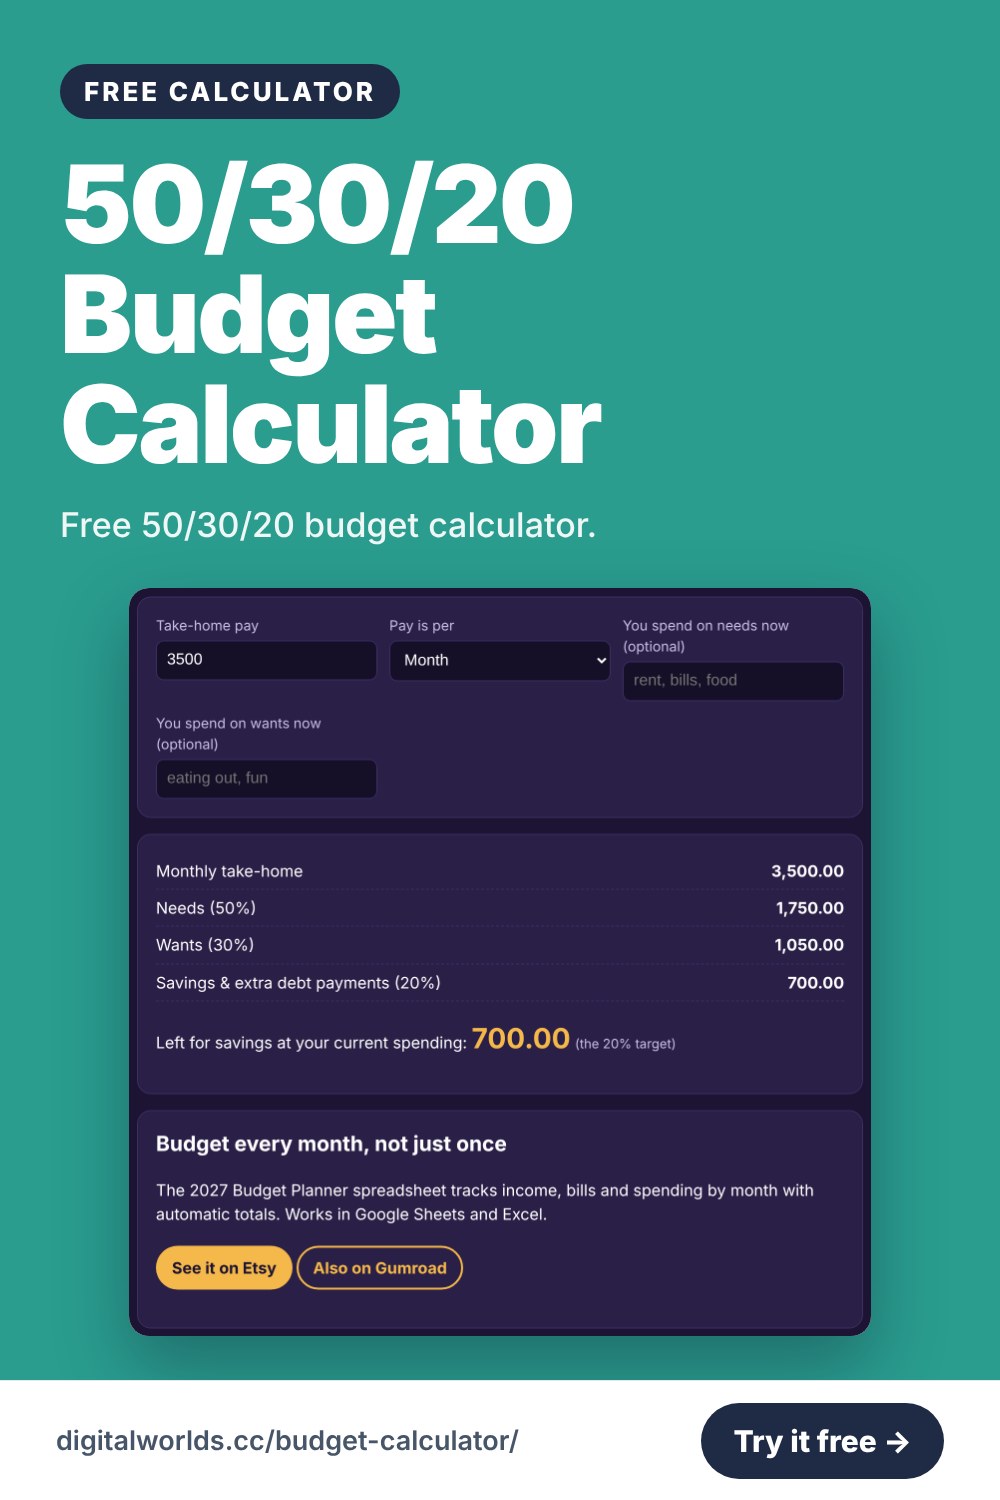 FREE CALCULATOR
50/30/20
Budget
Calculator
Free 50/30/20 budget calculator.
Take-home pay
3500
Pay is per
Month
You spend on needs now
(optional)
rent, bills, food
You spend on wants now
(optional)
eating out, fun
Monthly take-home 3,500.00
Needs (50%) 1,750.00
Wants (30%) 1,050.00
Savings & extra debt payments (20%) 700.00
Left for savings at your current spending: 700.00 (the 20% target)
Budget every month, not just once
The 2027 Budget Planner spreadsheet tracks income, bills and spending by month with
automatic totals. Works in Google Sheets and Excel.
See it on Etsy Also on Gumroad
digitalworlds.cc/budget-calculator/
Try it free →